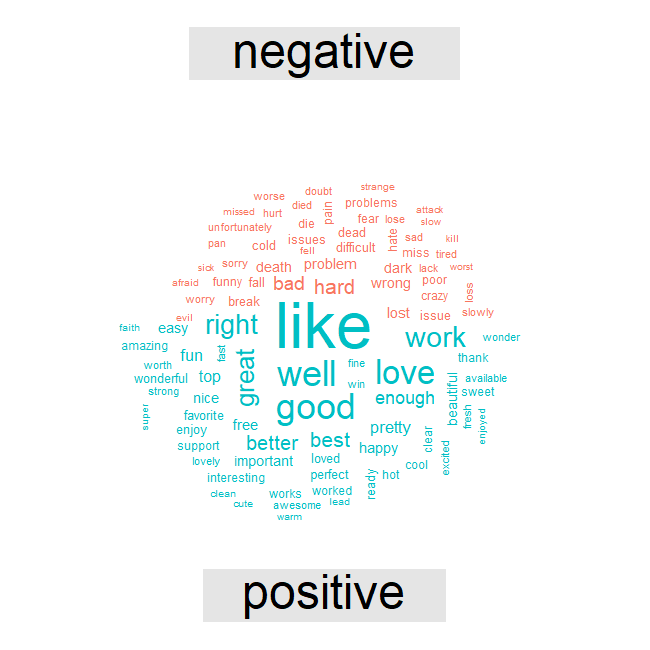 negative
strange
worse doubt
died pain problems
missed hurt attack
fear lose slow
unfortunately die dead hate sad kill
pan cold issues difficult miss tired
fell
sick sorry death problem dark lack worst
afraid funny fall bad hard wrong poor loss
worry break crazy
evil lost issue slowly
faith easy right like work wonder
amazing fun fast great well fine love thank
worth win available
wonderful top enough beautiful sweet
strong nice good
super favorite free pretty fresh enjoyed
enjoy better best clear
support loved happy excited
lovely important cool
interesting perfect ready hot
clean works worked
cute awesome lead
warm
positive